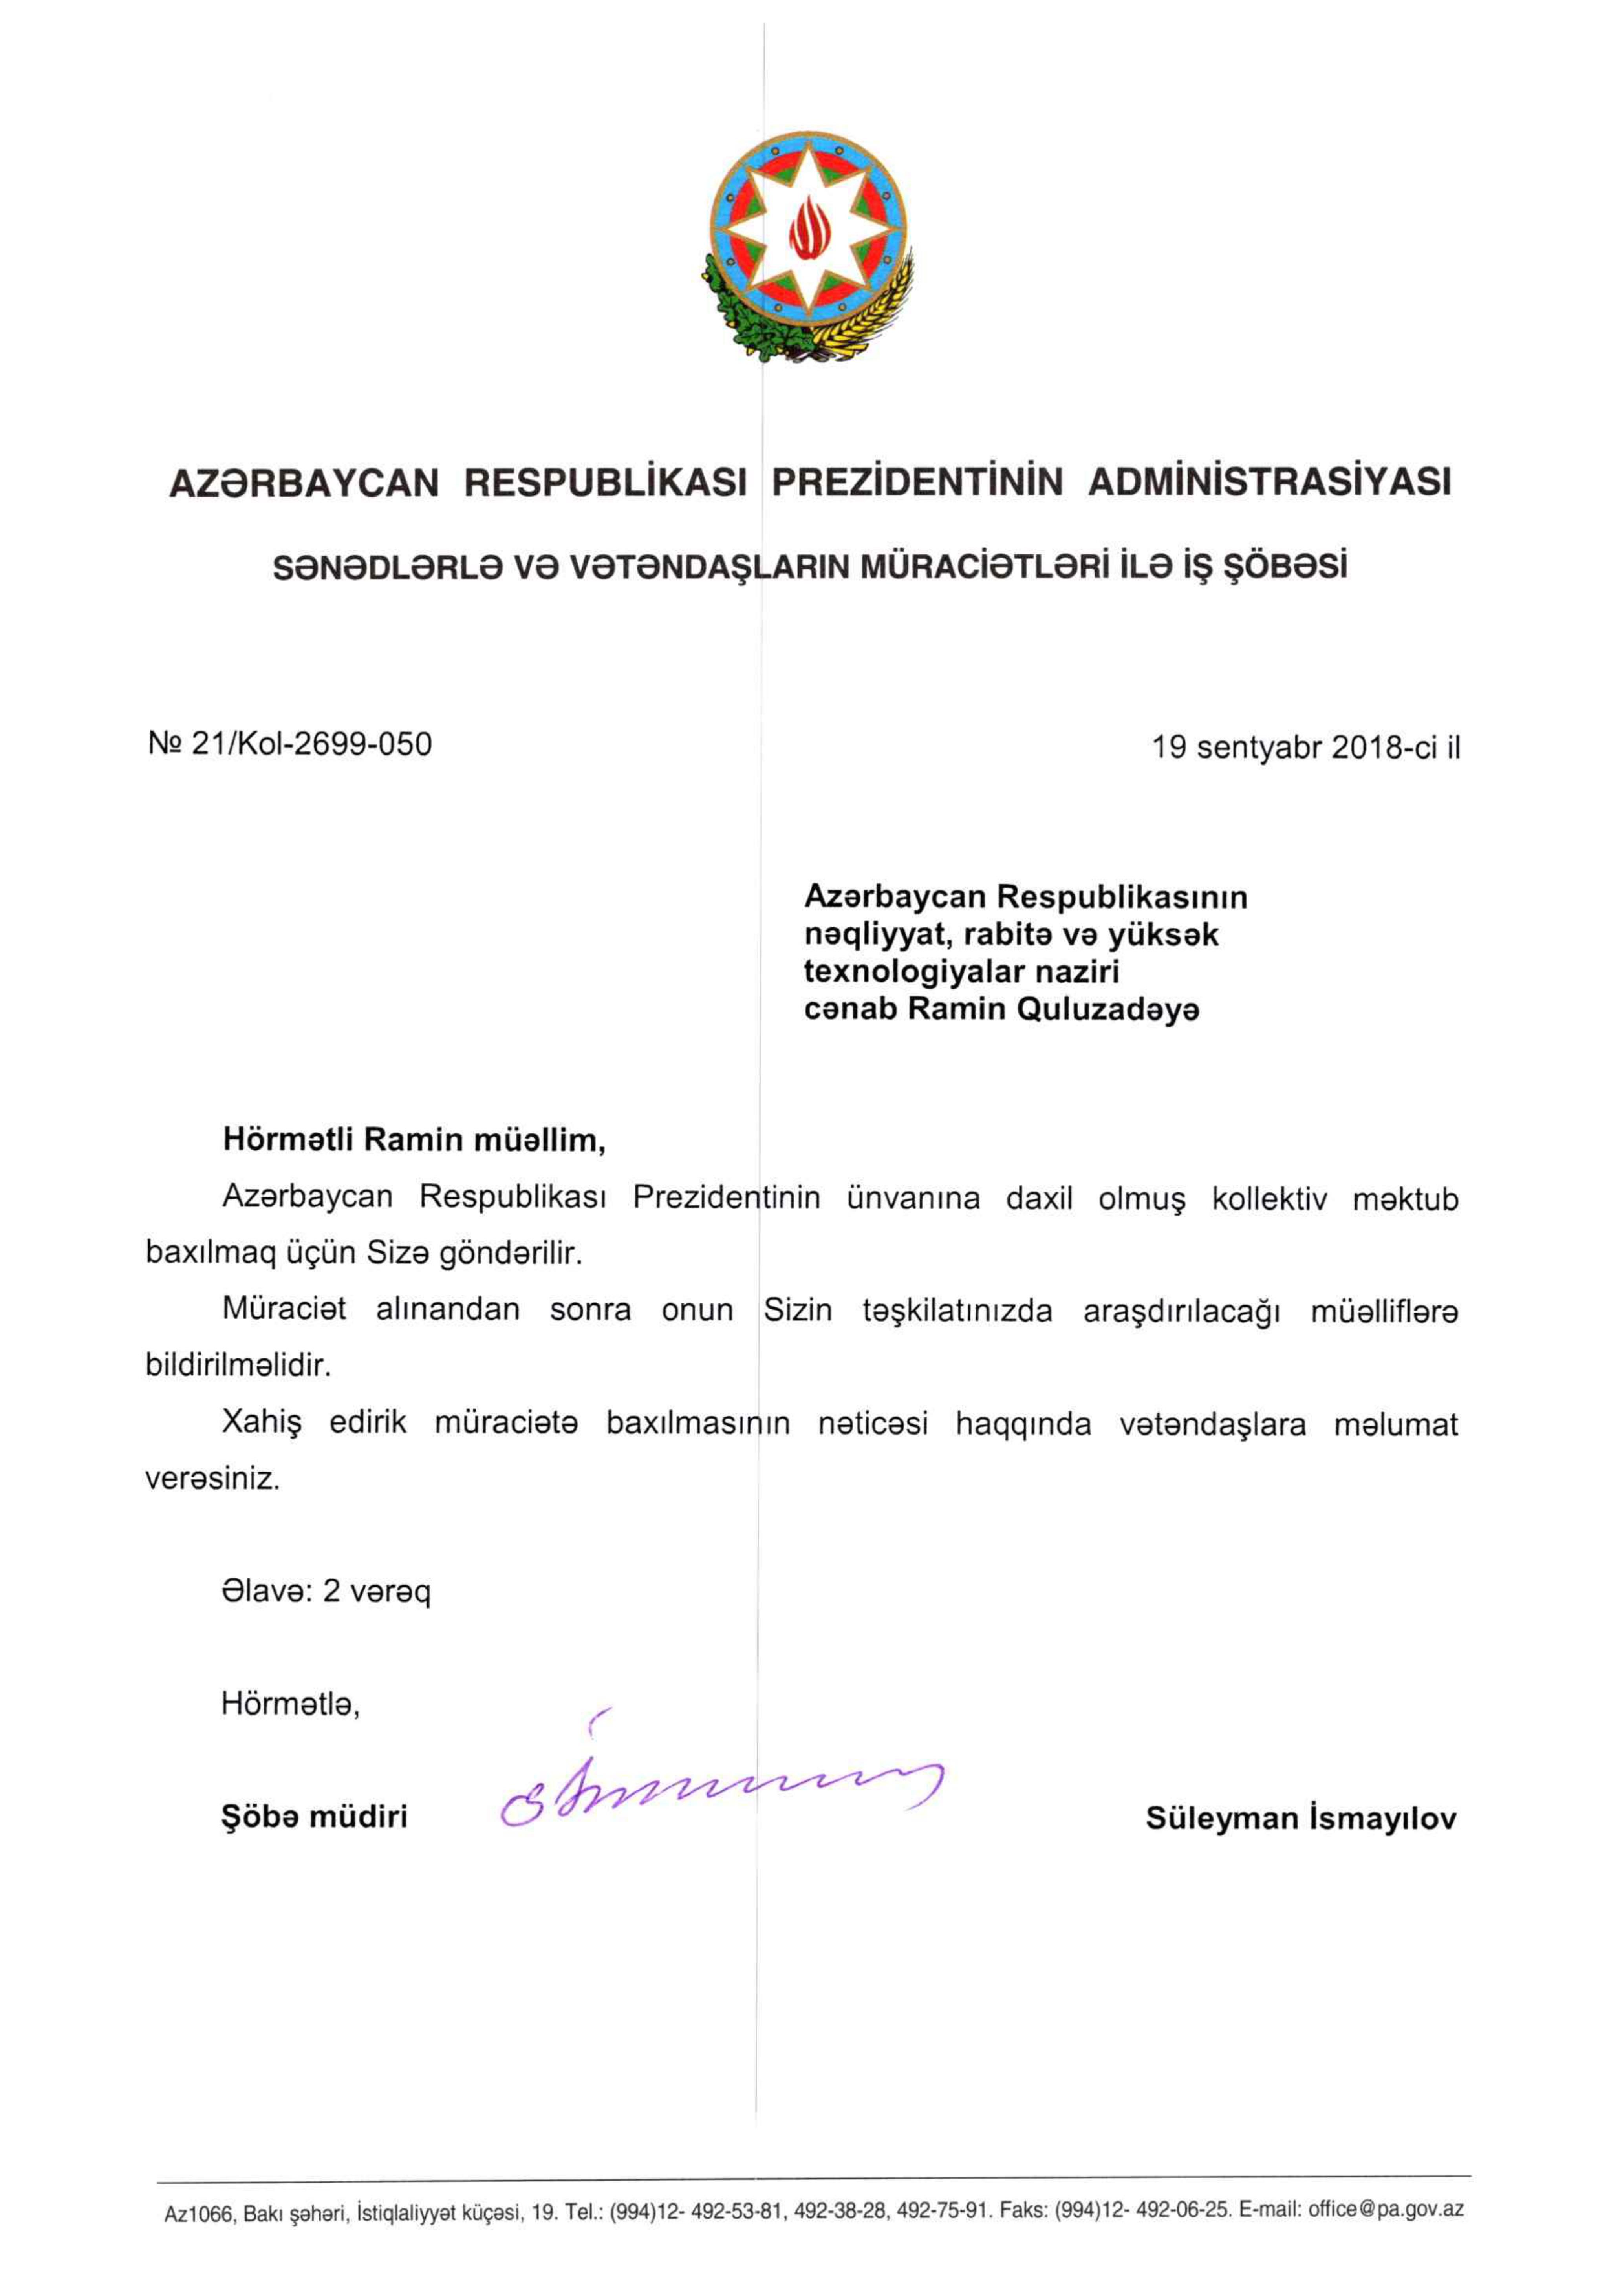 AZƏRBAYCAN RESPUBLİKASI PREZİDENTİNİN ADMİNİSTRASİYASI
SƏNƏDLƏRLƏ VƏ VƏTƏNDAŞLARIN MÜRACİƏTLƏRİ İLƏ İŞ ŞÖBƏSİ
№ 21/Kol-2699-050
19 sentyabr 2018-ci il
Azərbaycan Respublikasının
nəqliyyat, rabitə və yüksək
texnologiyalar naziri
cənab Ramin Quluzadəyə
Hörmətli Ramin müəllim,
Azərbaycan Respublikası Prezidentinin ünvanına daxil olmuş kollektiv məktub
baxılmaq üçün Sizə göndərilir.
Müraciət alınandan sonra onun Sizin təşkilatınızda araşdırılacağı müəlliflərə
bildirilməlidir.
Xahiş edirik müraciətə baxılmasının nəticəsi haqqında vətəndaşlara məlumat
verəsiniz.
Əlavə: 2 vərəq
Hörmətlə,
Şöbə müdiri
Süleyman İsmayılov
Az1066, Bakı şəhəri, İstiqlaliyyət küçəsi, 19. Tel.: (994)12- 492-53-81, 492-38-28, 492-75-91. Faks: (994)12- 492-06-25. E-mail: office@pa.gov.az